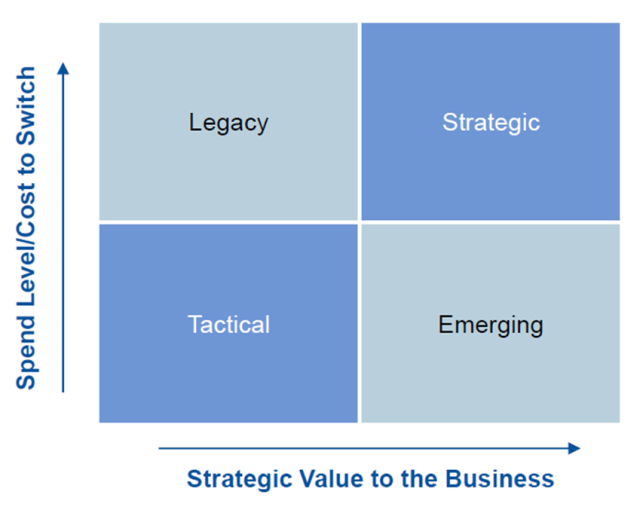 Spend Level/Cost to Switch
Legacy
Strategic
Tactical
Emerging
Strategic Value to the Business